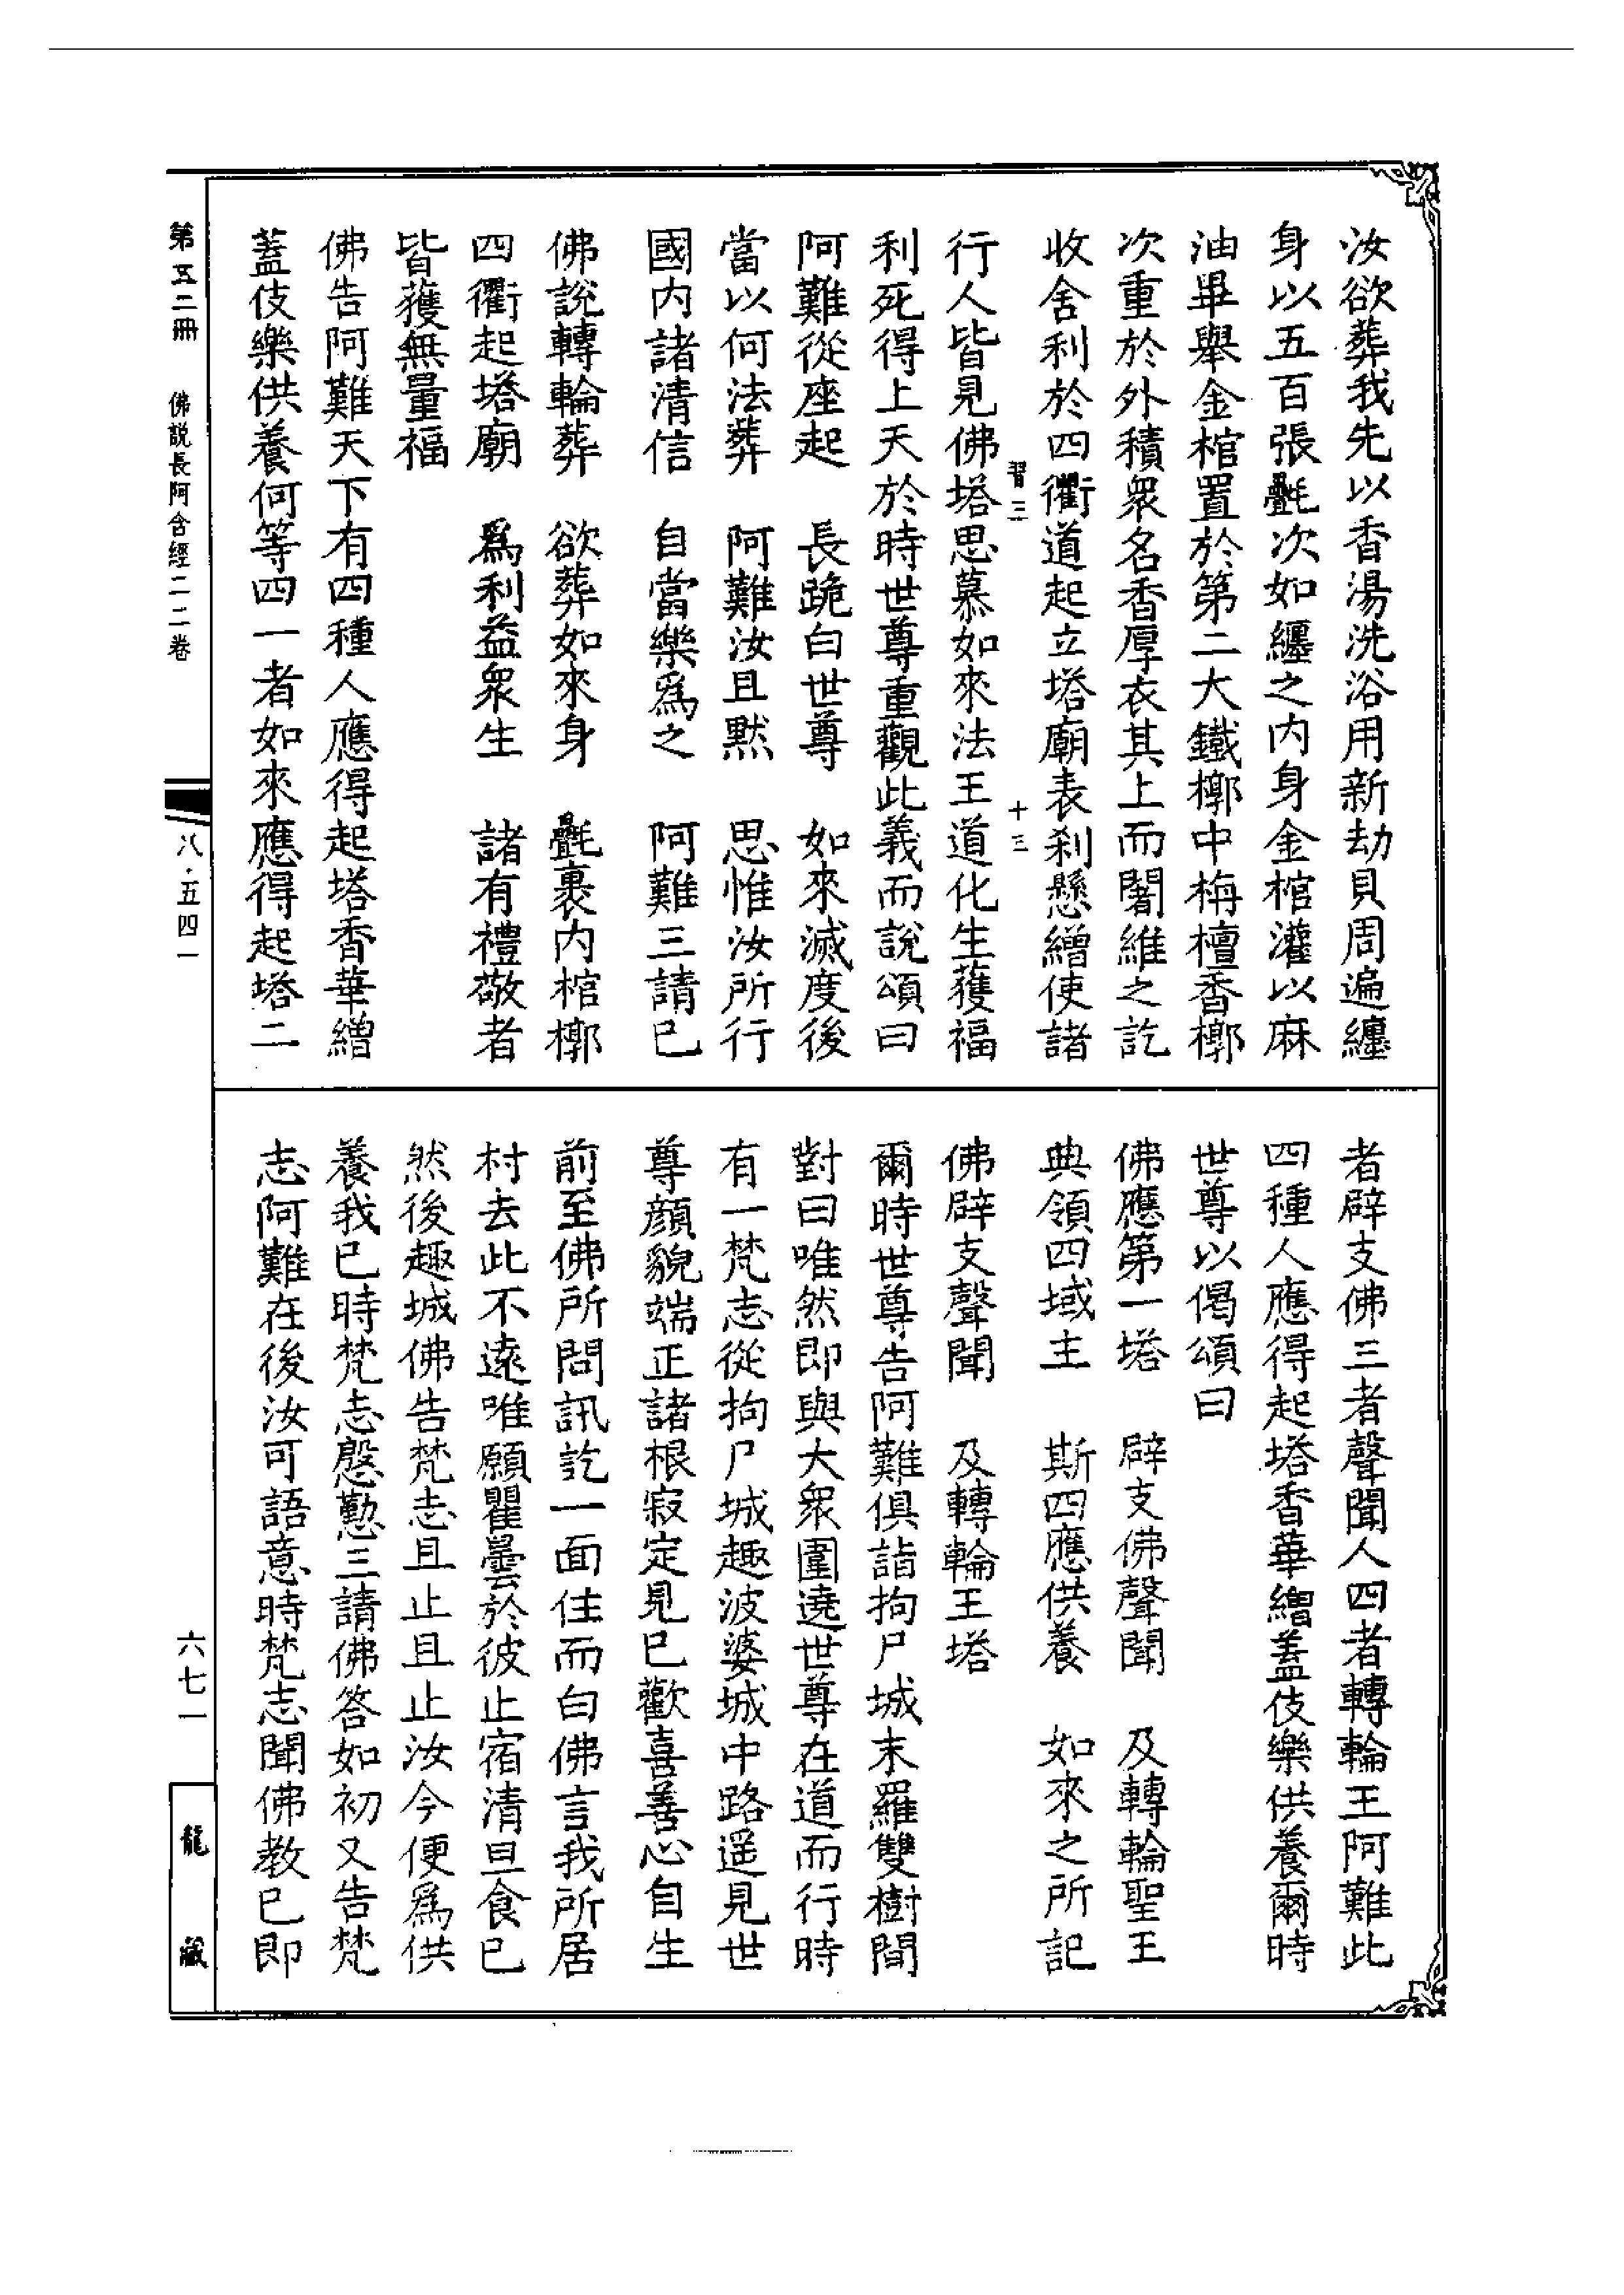 汝欲葬我先以香湯洗浴用新劫貝周遍纏
身以五百張㲲次如纏之内身金棺灌以麻
油畢舉金棺置於第二大鐵槨中栴檀香槨
次重於外積衆名香厚衣其上而闍維之訖
收舍利於四衢道起立塔廟表刹懸繒使諸
習三 十三
行人皆見佛塔思慕如來法王道化生獲福
利死得上天於時世尊重觀此義而說頌曰
阿難從座起 長跪白世尊 如來滅度後
當以何法葬 阿難汝且黙 思惟汝所行
國内諸清信 自當樂爲之 阿難三請已
佛說轉輪葬 欲葬如來身 㲲裹内棺槨
四衢起塔廟 爲利益衆生 諸有禮敬者
皆獲無量福
佛告阿難天下有四種人應得起塔香華繒
蓋伎樂供養何等四一者如來應得起塔二
者辟支佛三者聲聞人四者轉輪王阿難此
四種人應得起塔香華繒蓋伎樂供養爾時
世尊以偈頌曰
佛應第一塔 辟支佛聲聞 及轉輪聖王
典領四域主 斯四應供養 如來之所記
佛辟支聲聞 及轉輪王塔
爾時世尊告阿難俱詣拘尸城末羅雙樹間
對曰唯然即與大衆圍遶世尊在道而行時
有一梵志從拘尸城趣波婆城中路遥見世
尊顔貌端正諸根寂定見已歡喜善心自生
前至佛所問訊訖一面住而白佛言我所居
村去此不遠唯願瞿曇於彼止宿清旦食已
然後趣城佛告梵志且止且止汝今便爲供
養我已時梵志慇懃三請佛答如初又告梵
志阿難在後汝可語意時梵志聞佛教已即
第五二冊 佛說長阿含經二二卷
八·五四一
六七一
龍藏